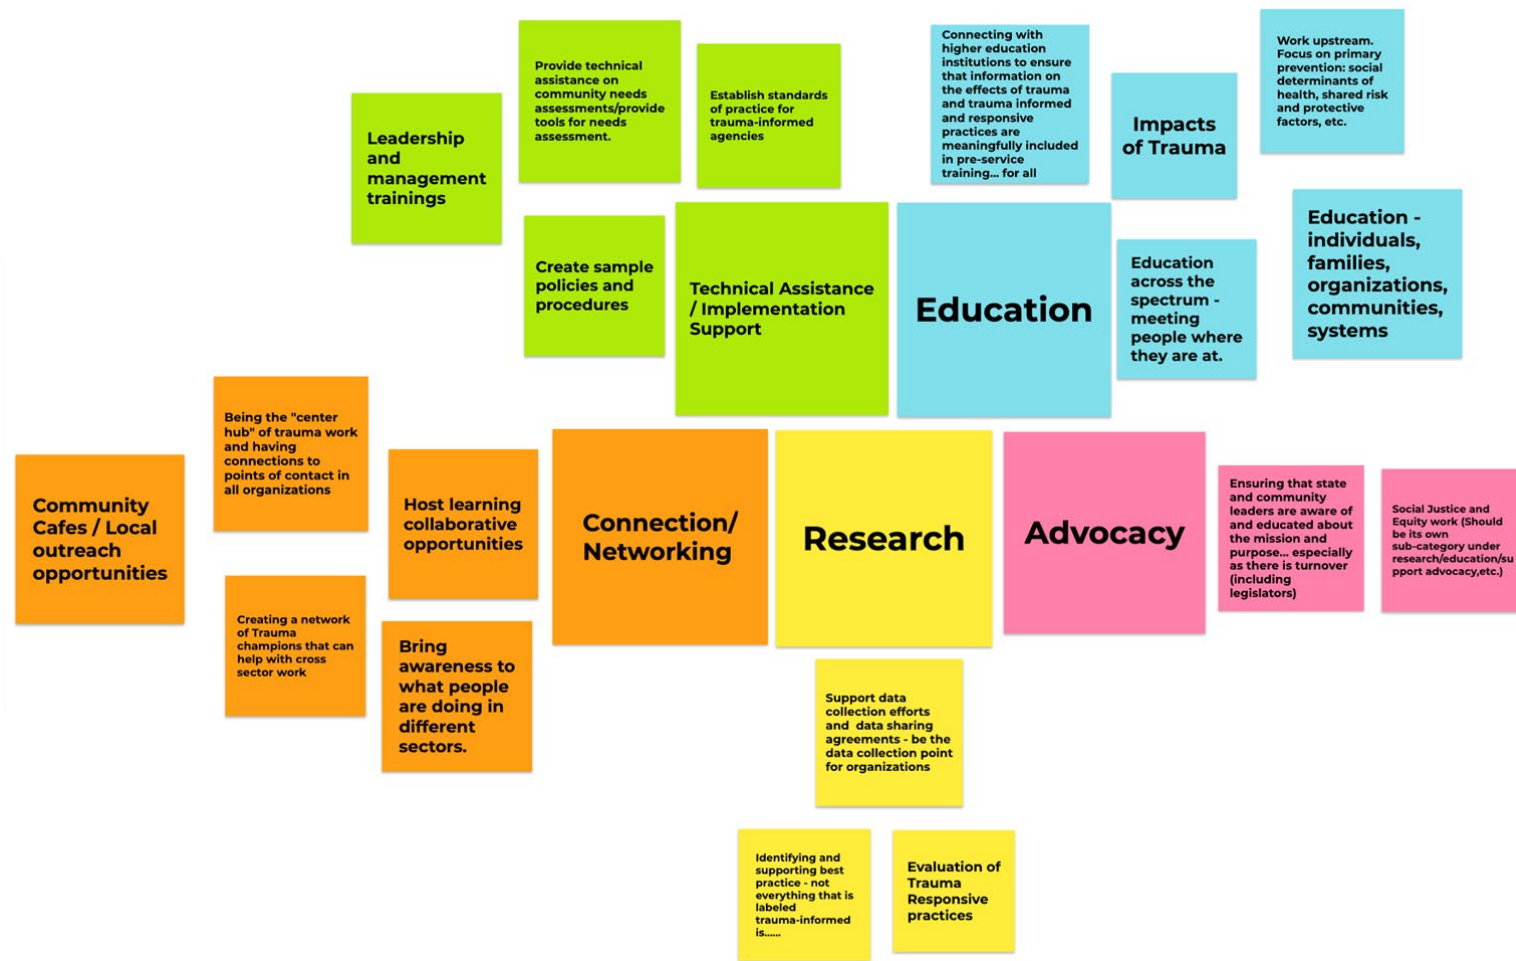 Leadership
and
management
trainings
Provide technical
assistance on
community needs
assessments/provide
tools for needs
assessment.
Establish standards
of practice for
trauma-informed
agencies
Create sample
policies and
procedures
Technical Assistance
/ Implementation
Support
Connecting with
higher education
institutions to ensure
that information on
the effects of trauma
and trauma informed
and responsive
practices are
meaningfully included
in pre-service
training... for all
Impacts
of Trauma
Work upstream.
Focus on primary
prevention: social
determinants of
health, shared risk
and protective
factors, etc.
Education
Education
across the
spectrum -
meeting
people where
they are at.
Education -
individuals,
families,
organizations,
communities,
systems
Community
Cafes / Local
outreach
opportunities
Being the "center
hub" of trauma work
and having
connections to
points of contact in
all organizations
Host learning
collaborative
opportunities
Creating a network
of Trauma
champions that can
help with cross
sector work
Bring
awareness to
what people
are doing in
different
sectors.
Connection/
Networking
Research
Advocacy
Ensuring that state
and community
leaders are aware of
and educated about
the mission and
purpose... especially
as there is turnover
(including
legislators)
Social Justice and
Equity work (Should
be its own
sub-category under
research/education/su
pport advocacy,etc.)
Support data
collection efforts
and data sharing
agreements - be the
data collection point
for organizations
Identifying and
supporting best
practice - not
everything that is
labeled
trauma-informed
is......
Evaluation of
Trauma
Responsive
practices